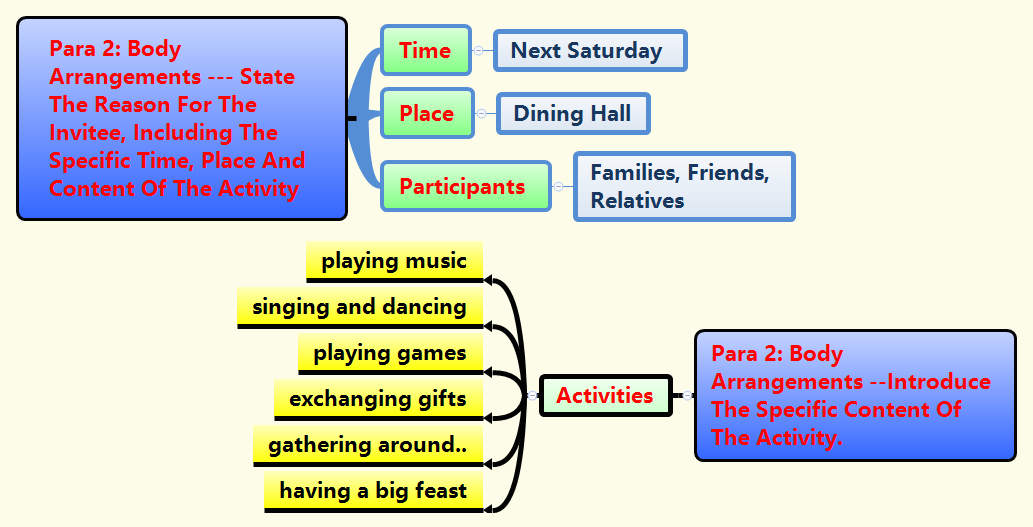 Para 2: Body
Arrangements --- State
The Reason For The
Invitee, Including The
Specific Time, Place And
Content Of The Activity
Time
Next Saturday
Place
Dining Hall
Participants
Families, Friends,
Relatives
playing music
singing and dancing
playing games
exchanging gifts
gathering around..
having a big feast
Activities
Para 2: Body
Arrangements --Introduce
The Specific Content Of
The Activity.